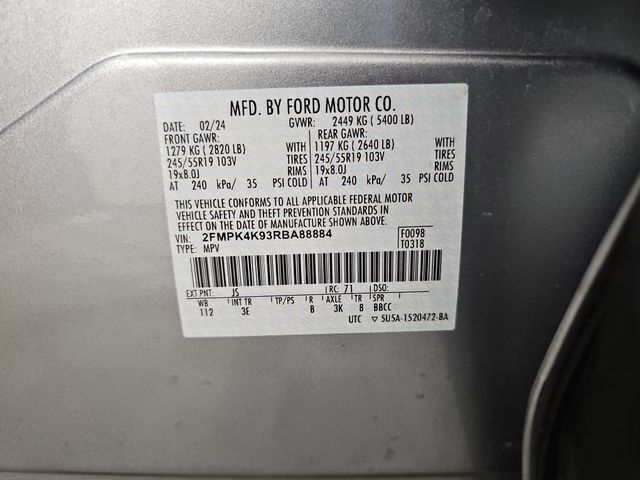 MFD. BY FORD MOTOR CO.
DATE: 02/24 GVWR: 2449 KG ( 5400 LB)
FRONT GAWR: REAR GAWR:
1279 KG ( 2820 LB) WITH 1197 KG ( 2640 LB) WITH
245/55R19 103V TIRES 245/55R19 103V TIRES
19x8.0J RIMS 19x8.0J RIMS
AT 240 kPa/ 35 PSI COLD AT 240 kPa/ 35 PSI COLD
THIS VEHICLE CONFORMS TO ALL APPLICABLE FEDERAL MOTOR
VEHICLE SAFETY AND THEFT PREVENTION STANDARDS IN
EFFECT ON THE DATE OF MANUFACTURE SHOWN ABOVE.
VIN: 2FMPK4K93RBA88884 F0098
TYPE: MPV T0318
EXT PNT: JS RC: 71 DSO:
WB INT TR TP/PS R AXLE TR SPR
112 3E B 3K 8 BBCC
UTC 5U5A-1520472-BA